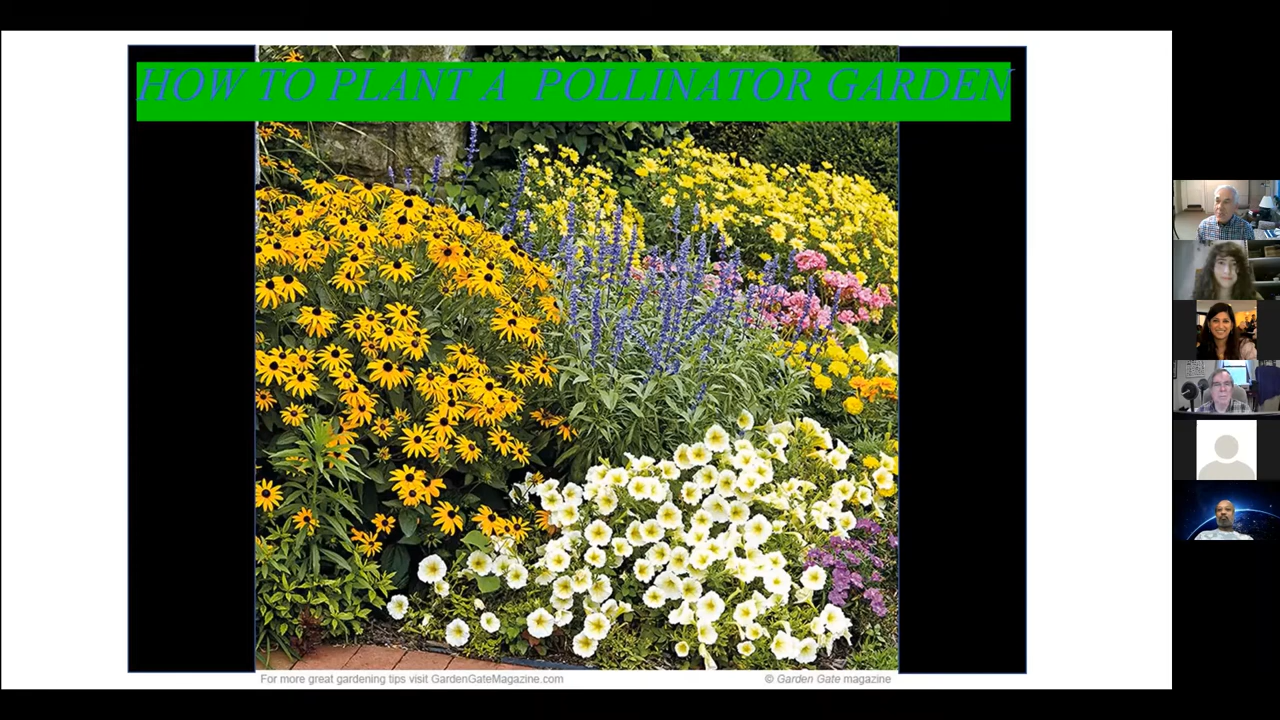 HOW TO PLANT A POLLINATOR GARDEN
For more great gardening tips visit GardenGateMagazine.com
© Garden Gate magazine